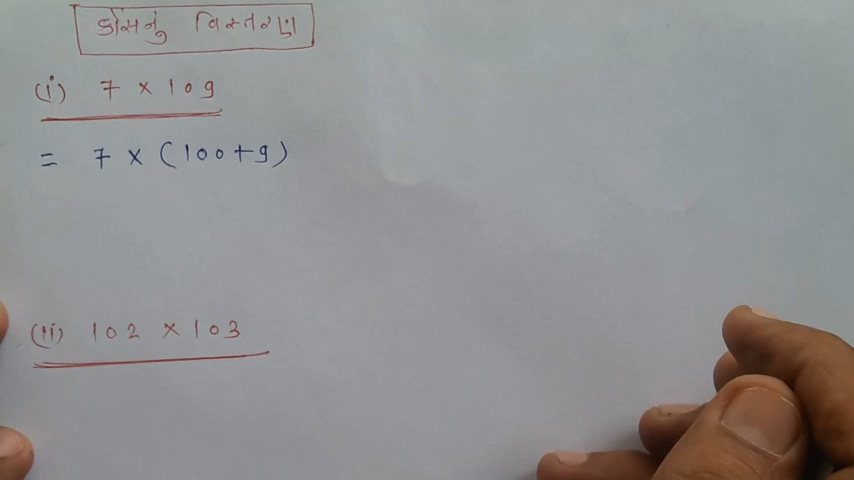 કૌંસનું વિસ્તરણ
(i) 7 × 109
= 7 × (100+9)
(ii) 102 × 103